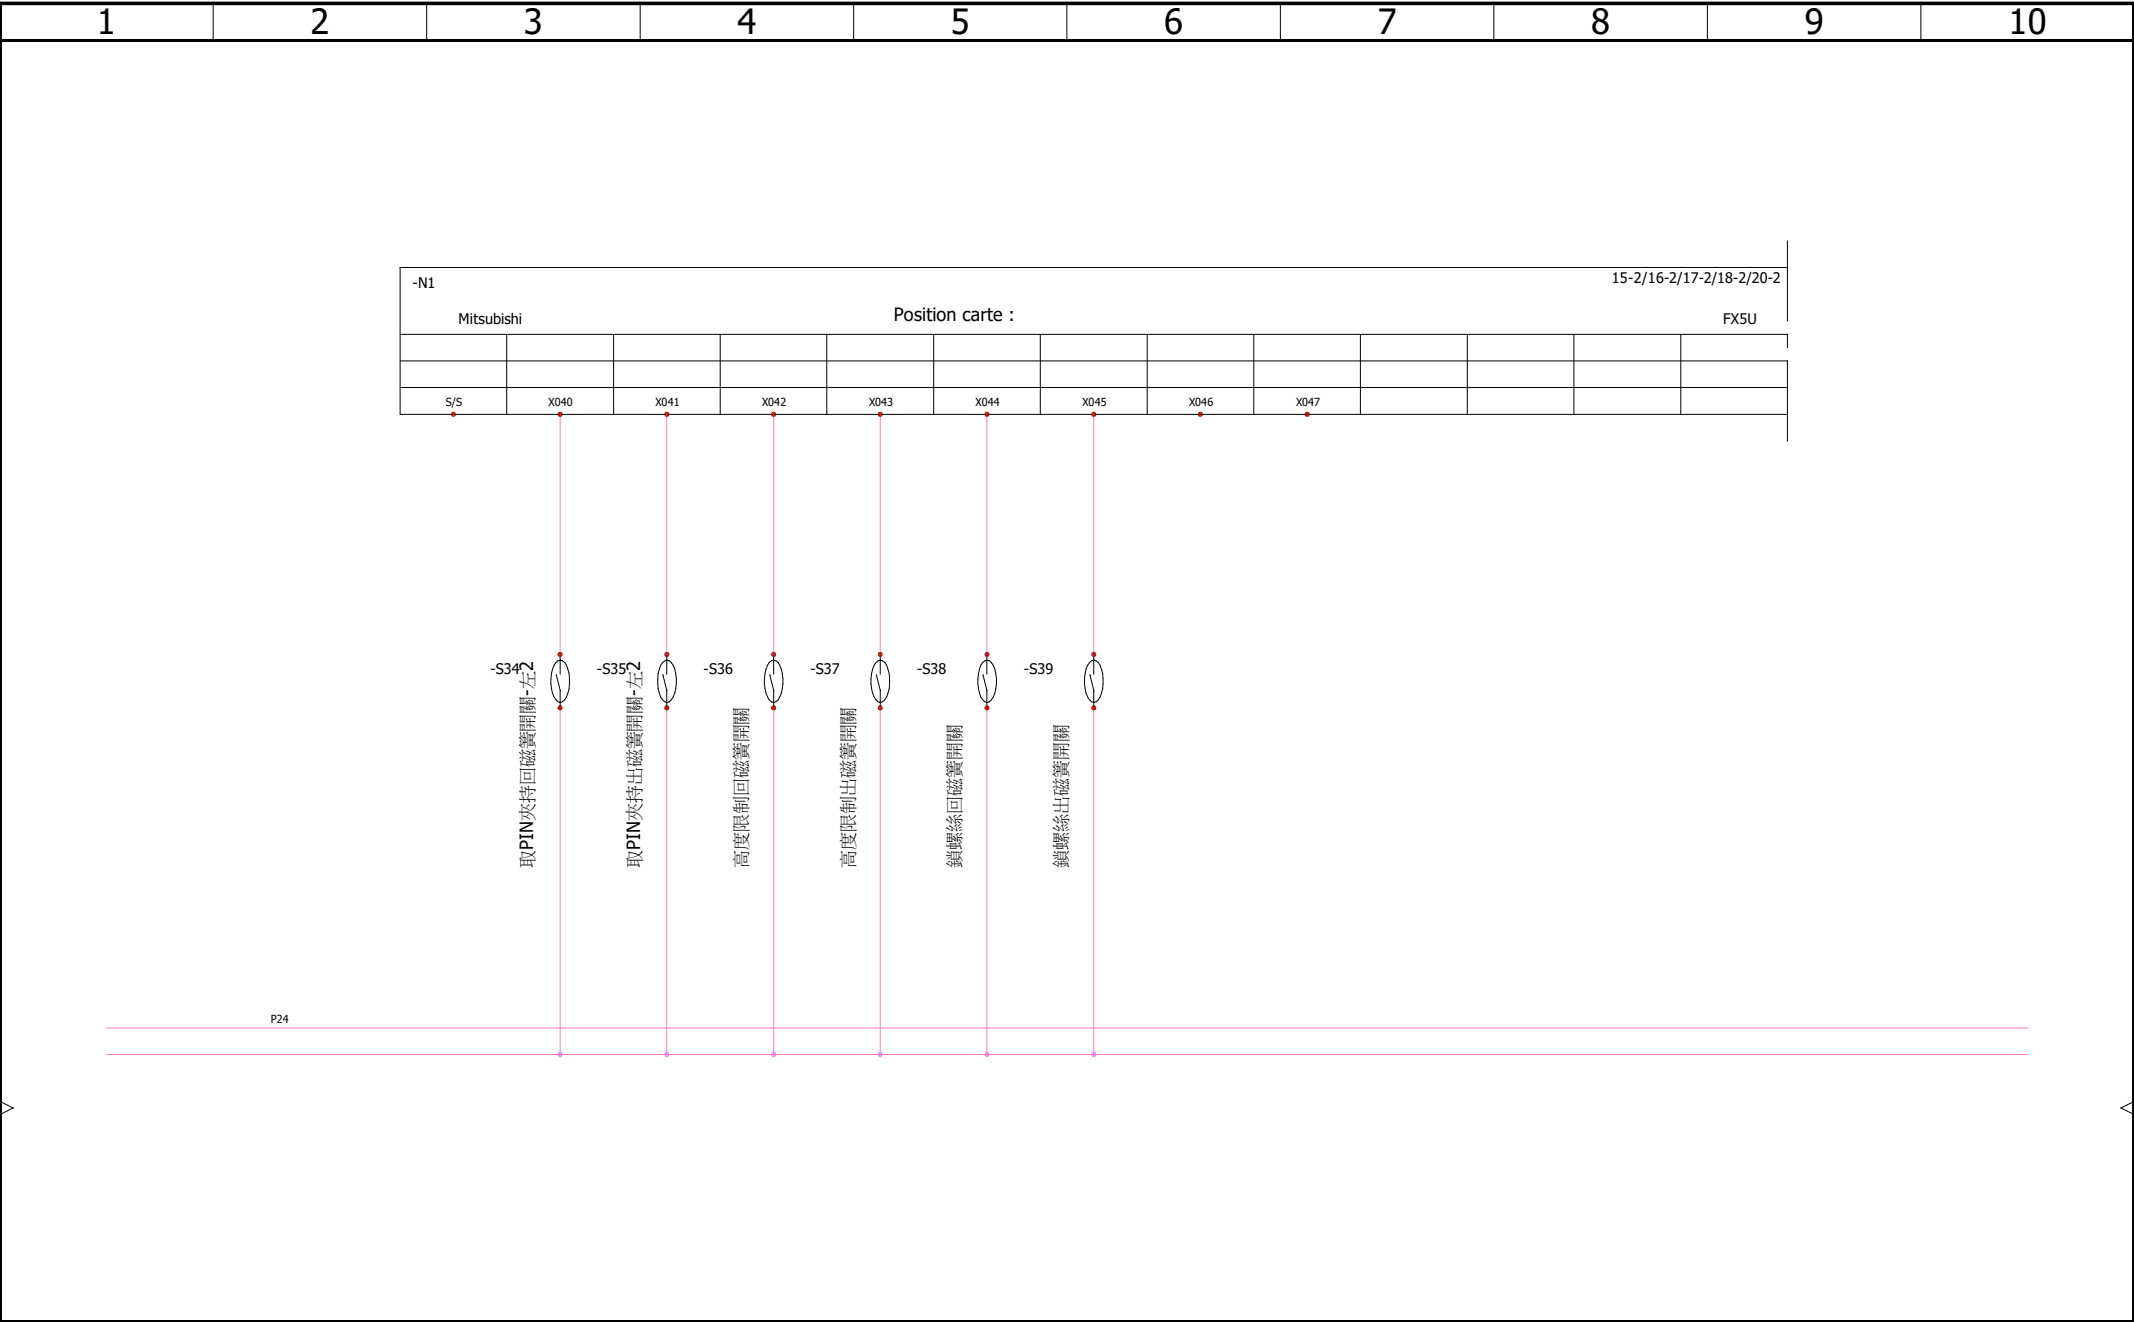 1 2 3 4 5 6 7 8 9 10
-N1 15-2/16-2/17-2/18-2/20-2
Mitsubishi Position carte : FX5U
S/S X040 X041 X042 X043 X044 X045 X046 X047
-S34 -S35 -S36 -S37 -S38 -S39
取PIN夾持回磁簧開關-左2
取PIN夾持出磁簧開關-左2
高度限制回磁簧開關
高度限制出磁簧開關
鎖螺絲回磁簧開關
鎖螺絲出磁簧開關
P24